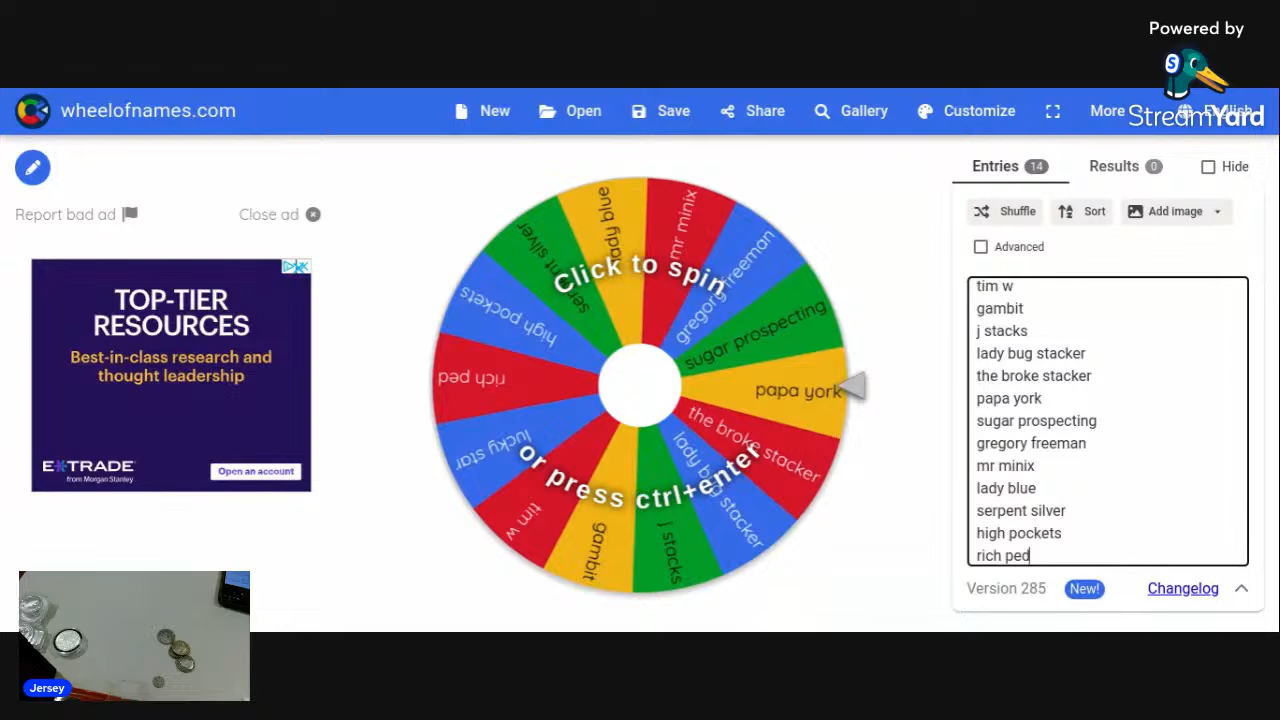 Powered by
StreamYard
wheelofnames.com
New
Open
Save
Share
Gallery
Customize
More
English
Report bad ad
Close ad
TOP-TIER
RESOURCES
Best-in-class research and
thought leadership
E*TRADE
from Morgan Stanley
Open an account
Click to spin
or press ctrl+enter
lady blue
mr minix
gregory freeman
sugar prospecting
papa york
the broke stacker
lady bug stacker
j stacks
gambit
tim w
lucky star
rich ped
high pockets
serpent silver
Entries 14
Results 0
Hide
Shuffle
Sort
Add image
Advanced
tim w
gambit
j stacks
lady bug stacker
the broke stacker
papa york
sugar prospecting
gregory freeman
mr minix
lady blue
serpent silver
high pockets
rich ped
Version 285
New!
Changelog
Jersey